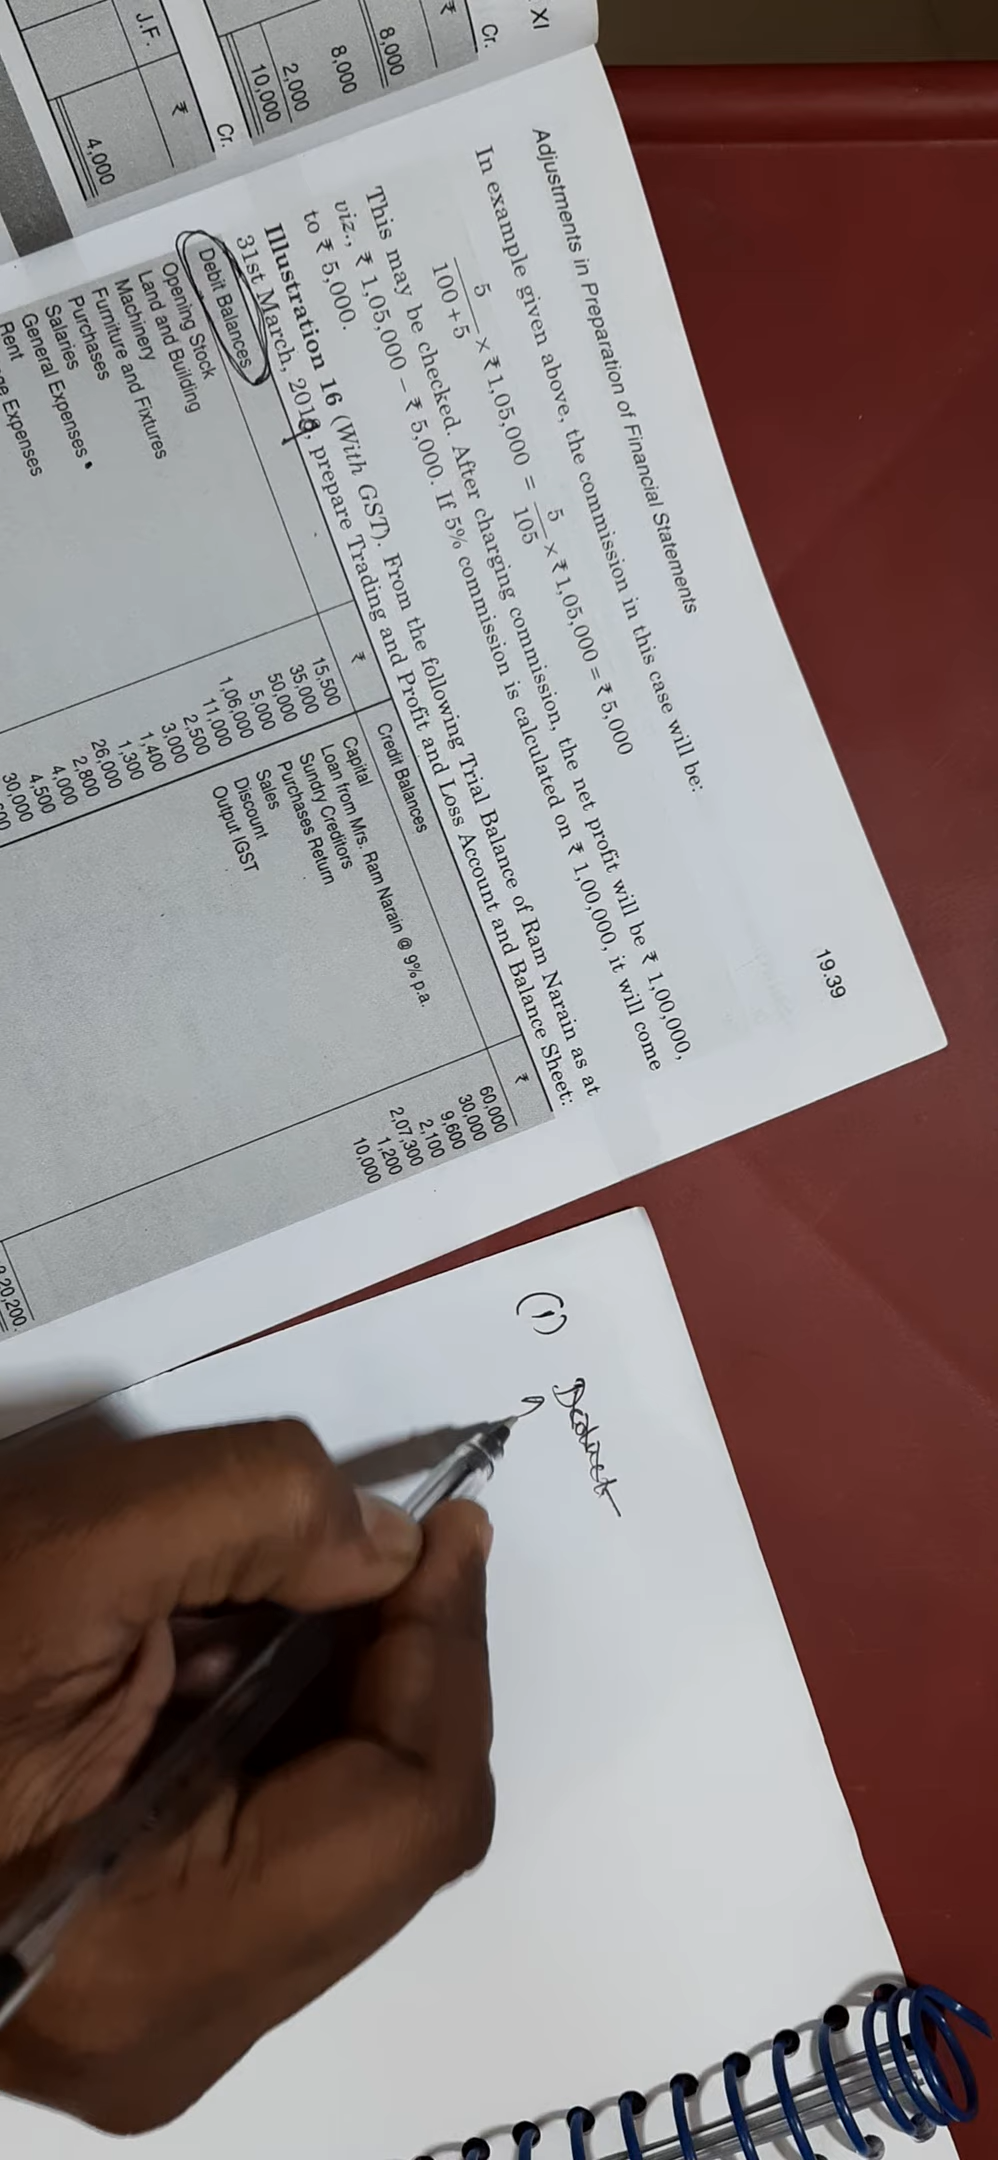 XI
Cr.
₹
8,000
8,000
2,000
10,000
Cr.
J.F.
₹
4,000
Adjustments in Preparation of Financial Statements
19.39
In example given above, the commission in this case will be:
5/(100 + 5) × ₹ 1,05,000 = 5/105 × ₹ 1,05,000 = ₹ 5,000
This may be checked. After charging commission, the net profit will be ₹ 1,00,000,
viz., ₹ 1,05,000 – ₹ 5,000. If 5% commission is calculated on ₹ 1,00,000, it will come
to ₹ 5,000.
Illustration 16 (With GST). From the following Trial Balance of Ram Narain as at
31st March, 2019, prepare Trading and Profit and Loss Account and Balance Sheet:
Debit Balances ₹ Credit Balances ₹
Opening Stock 15,500 Capital 60,000
Land and Building 35,000 Loan from Mrs. Ram Narain @ 9% p.a. 30,000
Machinery 50,000 Sundry Creditors 9,600
Furniture and Fixtures 5,000 Purchases Return 2,100
Purchases 1,06,000 Sales 2,07,300
Salaries 11,000 Discount 1,200
General Expenses 2,500 Output IGST 10,000
Rent 3,000
Expenses 1,400
1,300
26,000
2,800
4,000
4,500
30,000
20,200
(1)